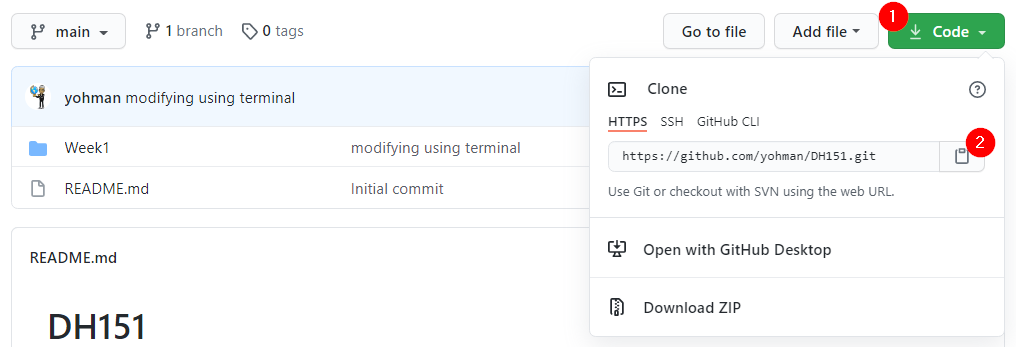 main 1 branch 0 tags Go to file Add file 1 Code
yohman modifying using terminal
Clone
HTTPS SSH GitHub CLI
Week1 modifying using terminal
2
https://github.com/yohman/DH151.git
README.md Initial commit
Use Git or checkout with SVN using the web URL.
README.md
Open with GitHub Desktop
Download ZIP
DH151